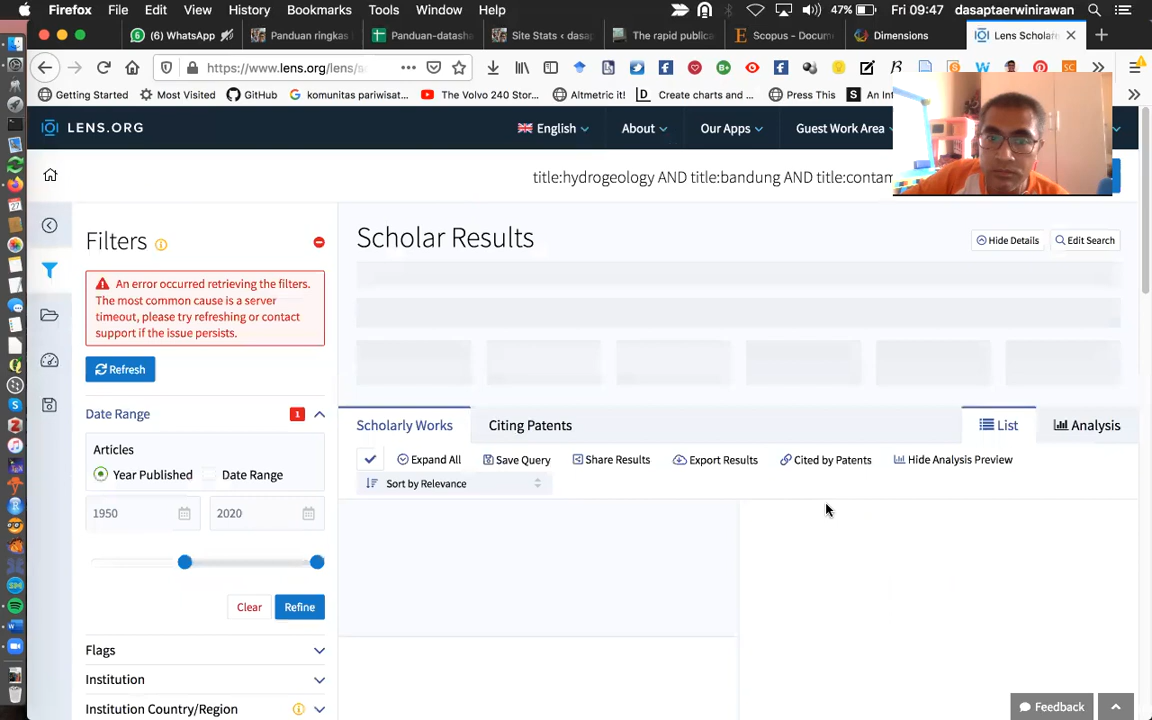 Firefox File Edit View History Bookmarks Tools Window Help 47% Fri 09:47 dasaptaerwinirawan
(6) WhatsApp Panduan ringkas Panduan-datash Site Stats < dasap The rapid publica Scopus - Docum Dimensions Lens Scholar
https://www.lens.org/lens/s
Getting Started Most Visited GitHub komunitas pariwisat... The Volvo 240 Stor... Altmetric it! Create charts and ... Press This An Int
LENS.ORG English About Our Apps Guest Work Area
title:hydrogeology AND title:bandung AND title:contam
Filters
Scholar Results
Hide Details Edit Search
An error occurred retrieving the filters.
The most common cause is a server
timeout, please try refreshing or contact
support if the issue persists.
Refresh
Date Range 1
Scholarly Works Citing Patents List Analysis
Articles
Expand All Save Query Share Results Export Results Cited by Patents Hide Analysis Preview
Year Published Date Range
Sort by Relevance
1950 2020
Clear Refine
Flags
Institution
Institution Country/Region
Feedback